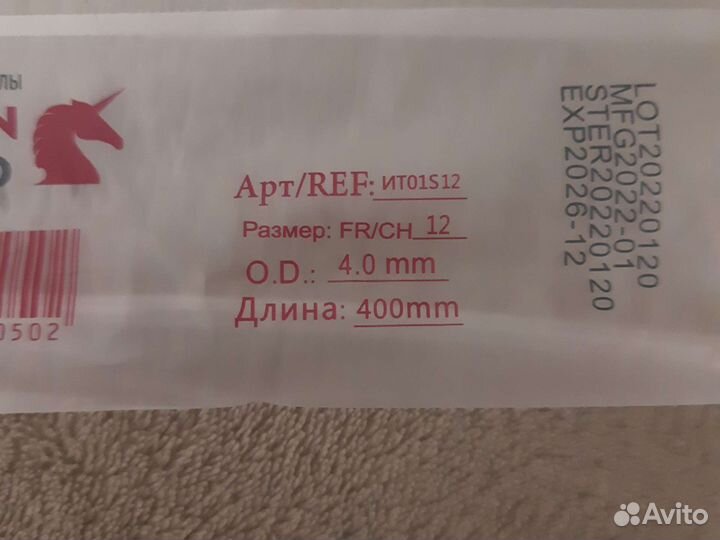 Арт/REF: ИТ01S12
Размер: FR/CH 12
O.D.: 4.0 mm
Длина: 400mm
LOT20220120
MFG2022-01
STER20220120
EXP2026-12
0502
Avito